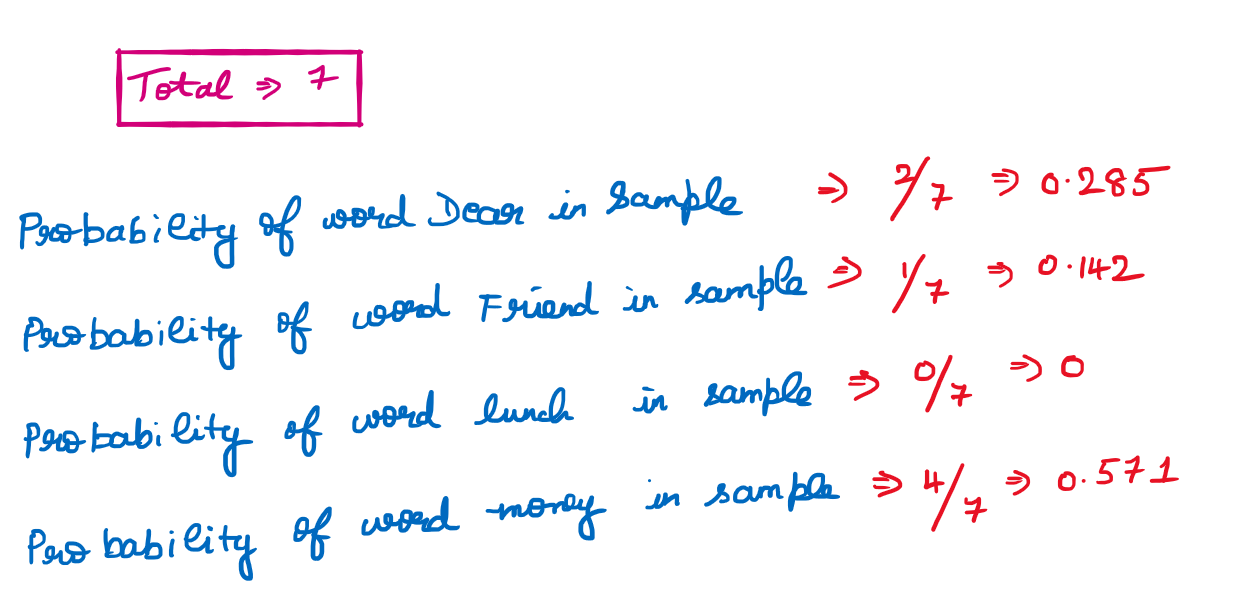 Total ⇒ 7
Probability of word Dear in sample ⇒ 2/7 ⇒ 0.285
Probability of word Friend in sample ⇒ 1/7 ⇒ 0.142
Probability of word lunch in sample ⇒ 0/7 ⇒ 0
Probability of word money in sample ⇒ 4/7 ⇒ 0.571